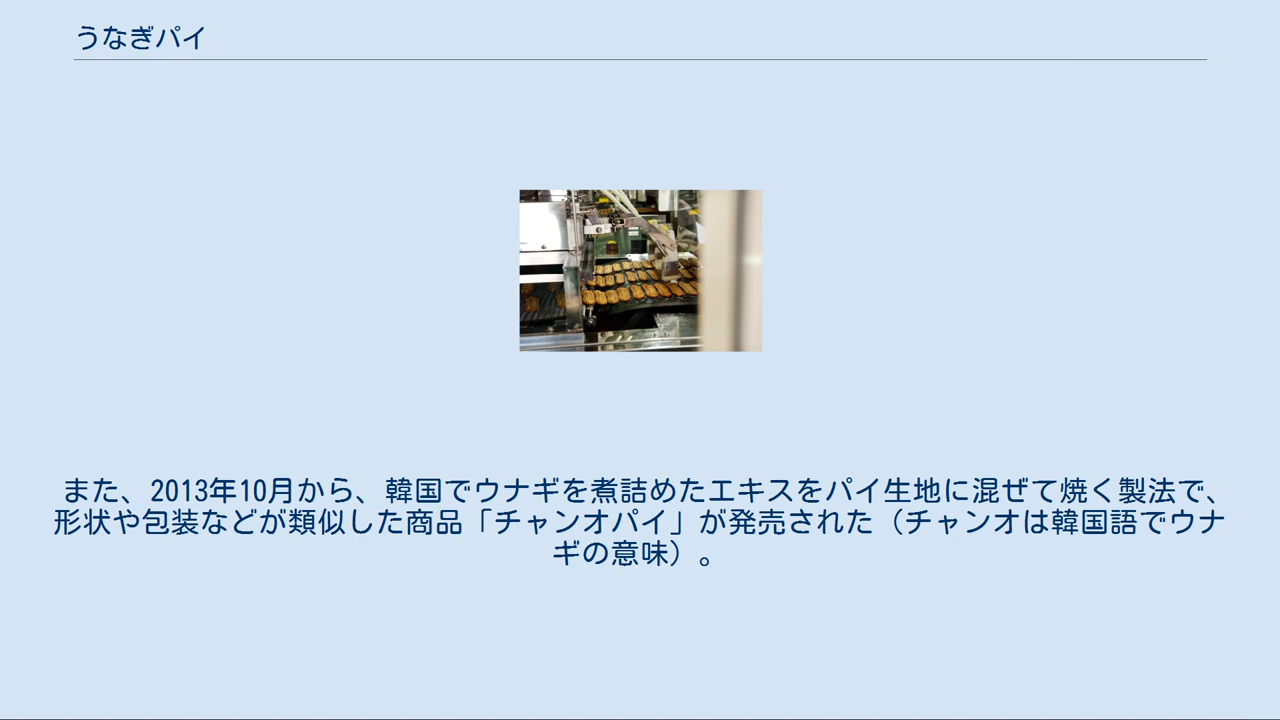 うなぎパイ
また、2013年10月から、韓国でウナギを煮詰めたエキスをパイ生地に混ぜて焼く製法で、
形状や包装などが類似した商品「チャンオパイ」が発売された（チャンオは韓国語でウナ
ギの意味）。